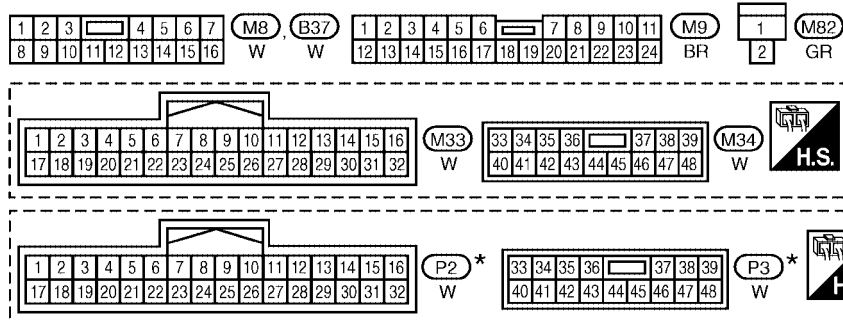 1 2 3 4 5 6 7 M8 , B37 1 2 3 4 5 6 7 8 9 10 11 M9 1 M82
8 9 10 11 12 13 14 15 16 W W 12 13 14 15 16 17 18 19 20 21 22 23 24 BR 2 GR
1 2 3 4 5 6 7 8 9 10 11 12 13 14 15 16 M33 33 34 35 36 37 38 39 M34
17 18 19 20 21 22 23 24 25 26 27 28 29 30 31 32 W 40 41 42 43 44 45 46 47 48 W
H.S.
1 2 3 4 5 6 7 8 9 10 11 12 13 14 15 16 P2 * 33 34 35 36 37 38 39 P3 *
17 18 19 20 21 22 23 24 25 26 27 28 29 30 31 32 W 40 41 42 43 44 45 46 47 48 W
H